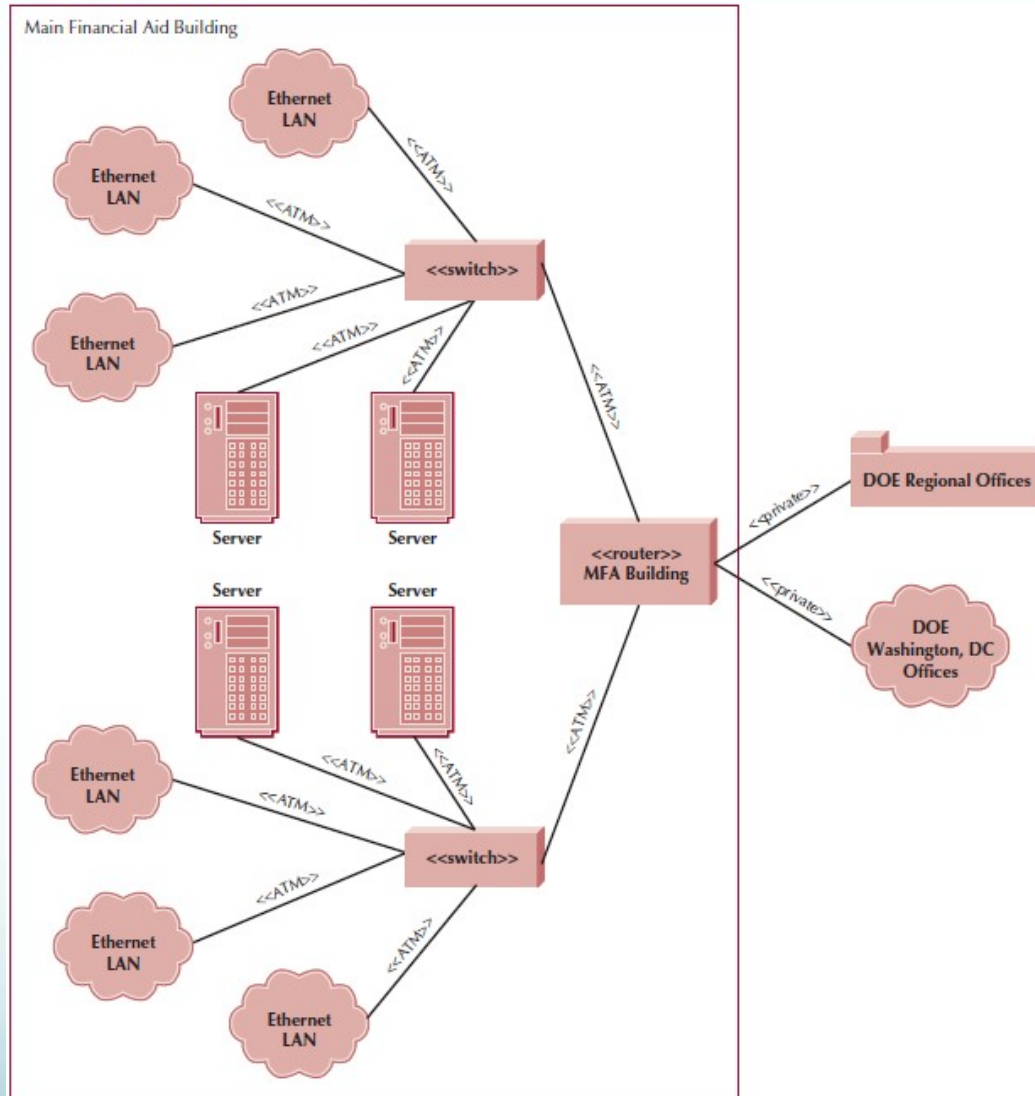 Main Financial Aid Building
Ethernet
LAN
<<ATM>>
Ethernet
LAN
<<ATM>>
<<switch>>
<<ATM>>
Ethernet
LAN
<<ATM>>
<<ATM>>
<<ATM>>
Server
Server
DOE Regional Offices
<<private>>
<<router>>
MFA Building
<<private>>
DOE
Washington, DC
Offices
Server
Server
<<ATM>>
<<ATM>>
<<ATM>>
Ethernet
LAN
<<ATM>>
<<switch>>
<<ATM>>
Ethernet
LAN
<<ATM>>
Ethernet
LAN